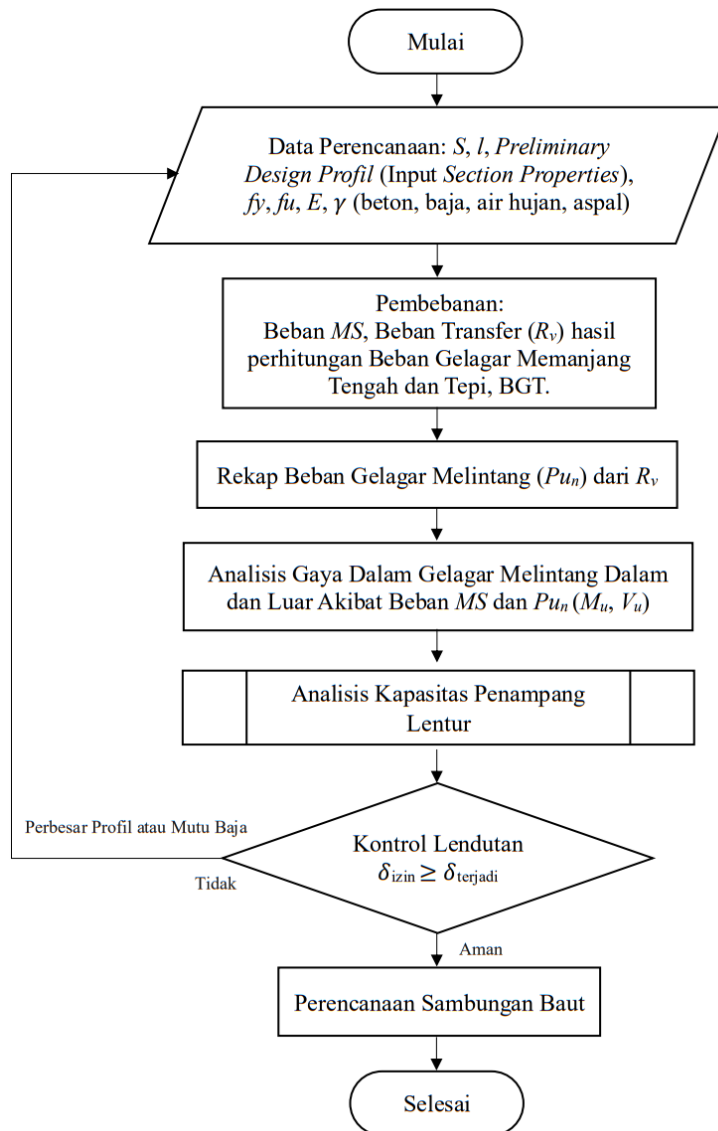 Mulai
Data Perencanaan: S, l, Preliminary
Design Profil (Input Section Properties),
fy, fu, E, γ (beton, baja, air hujan, aspal)
Pembebanan:
Beban MS, Beban Transfer (Rᵥ) hasil
perhitungan Beban Gelagar Memanjang
Tengah dan Tepi, BGT.
Rekap Beban Gelagar Melintang (Puₙ) dari Rᵥ
Analisis Gaya Dalam Gelagar Melintang Dalam
dan Luar Akibat Beban MS dan Puₙ (Mᵤ, Vᵤ)
Analisis Kapasitas Penampang
Lentur
Perbesar Profil atau Mutu Baja
Tidak
Kontrol Lendutan
δizin ≥ δterjadi
Aman
Perencanaan Sambungan Baut
Selesai